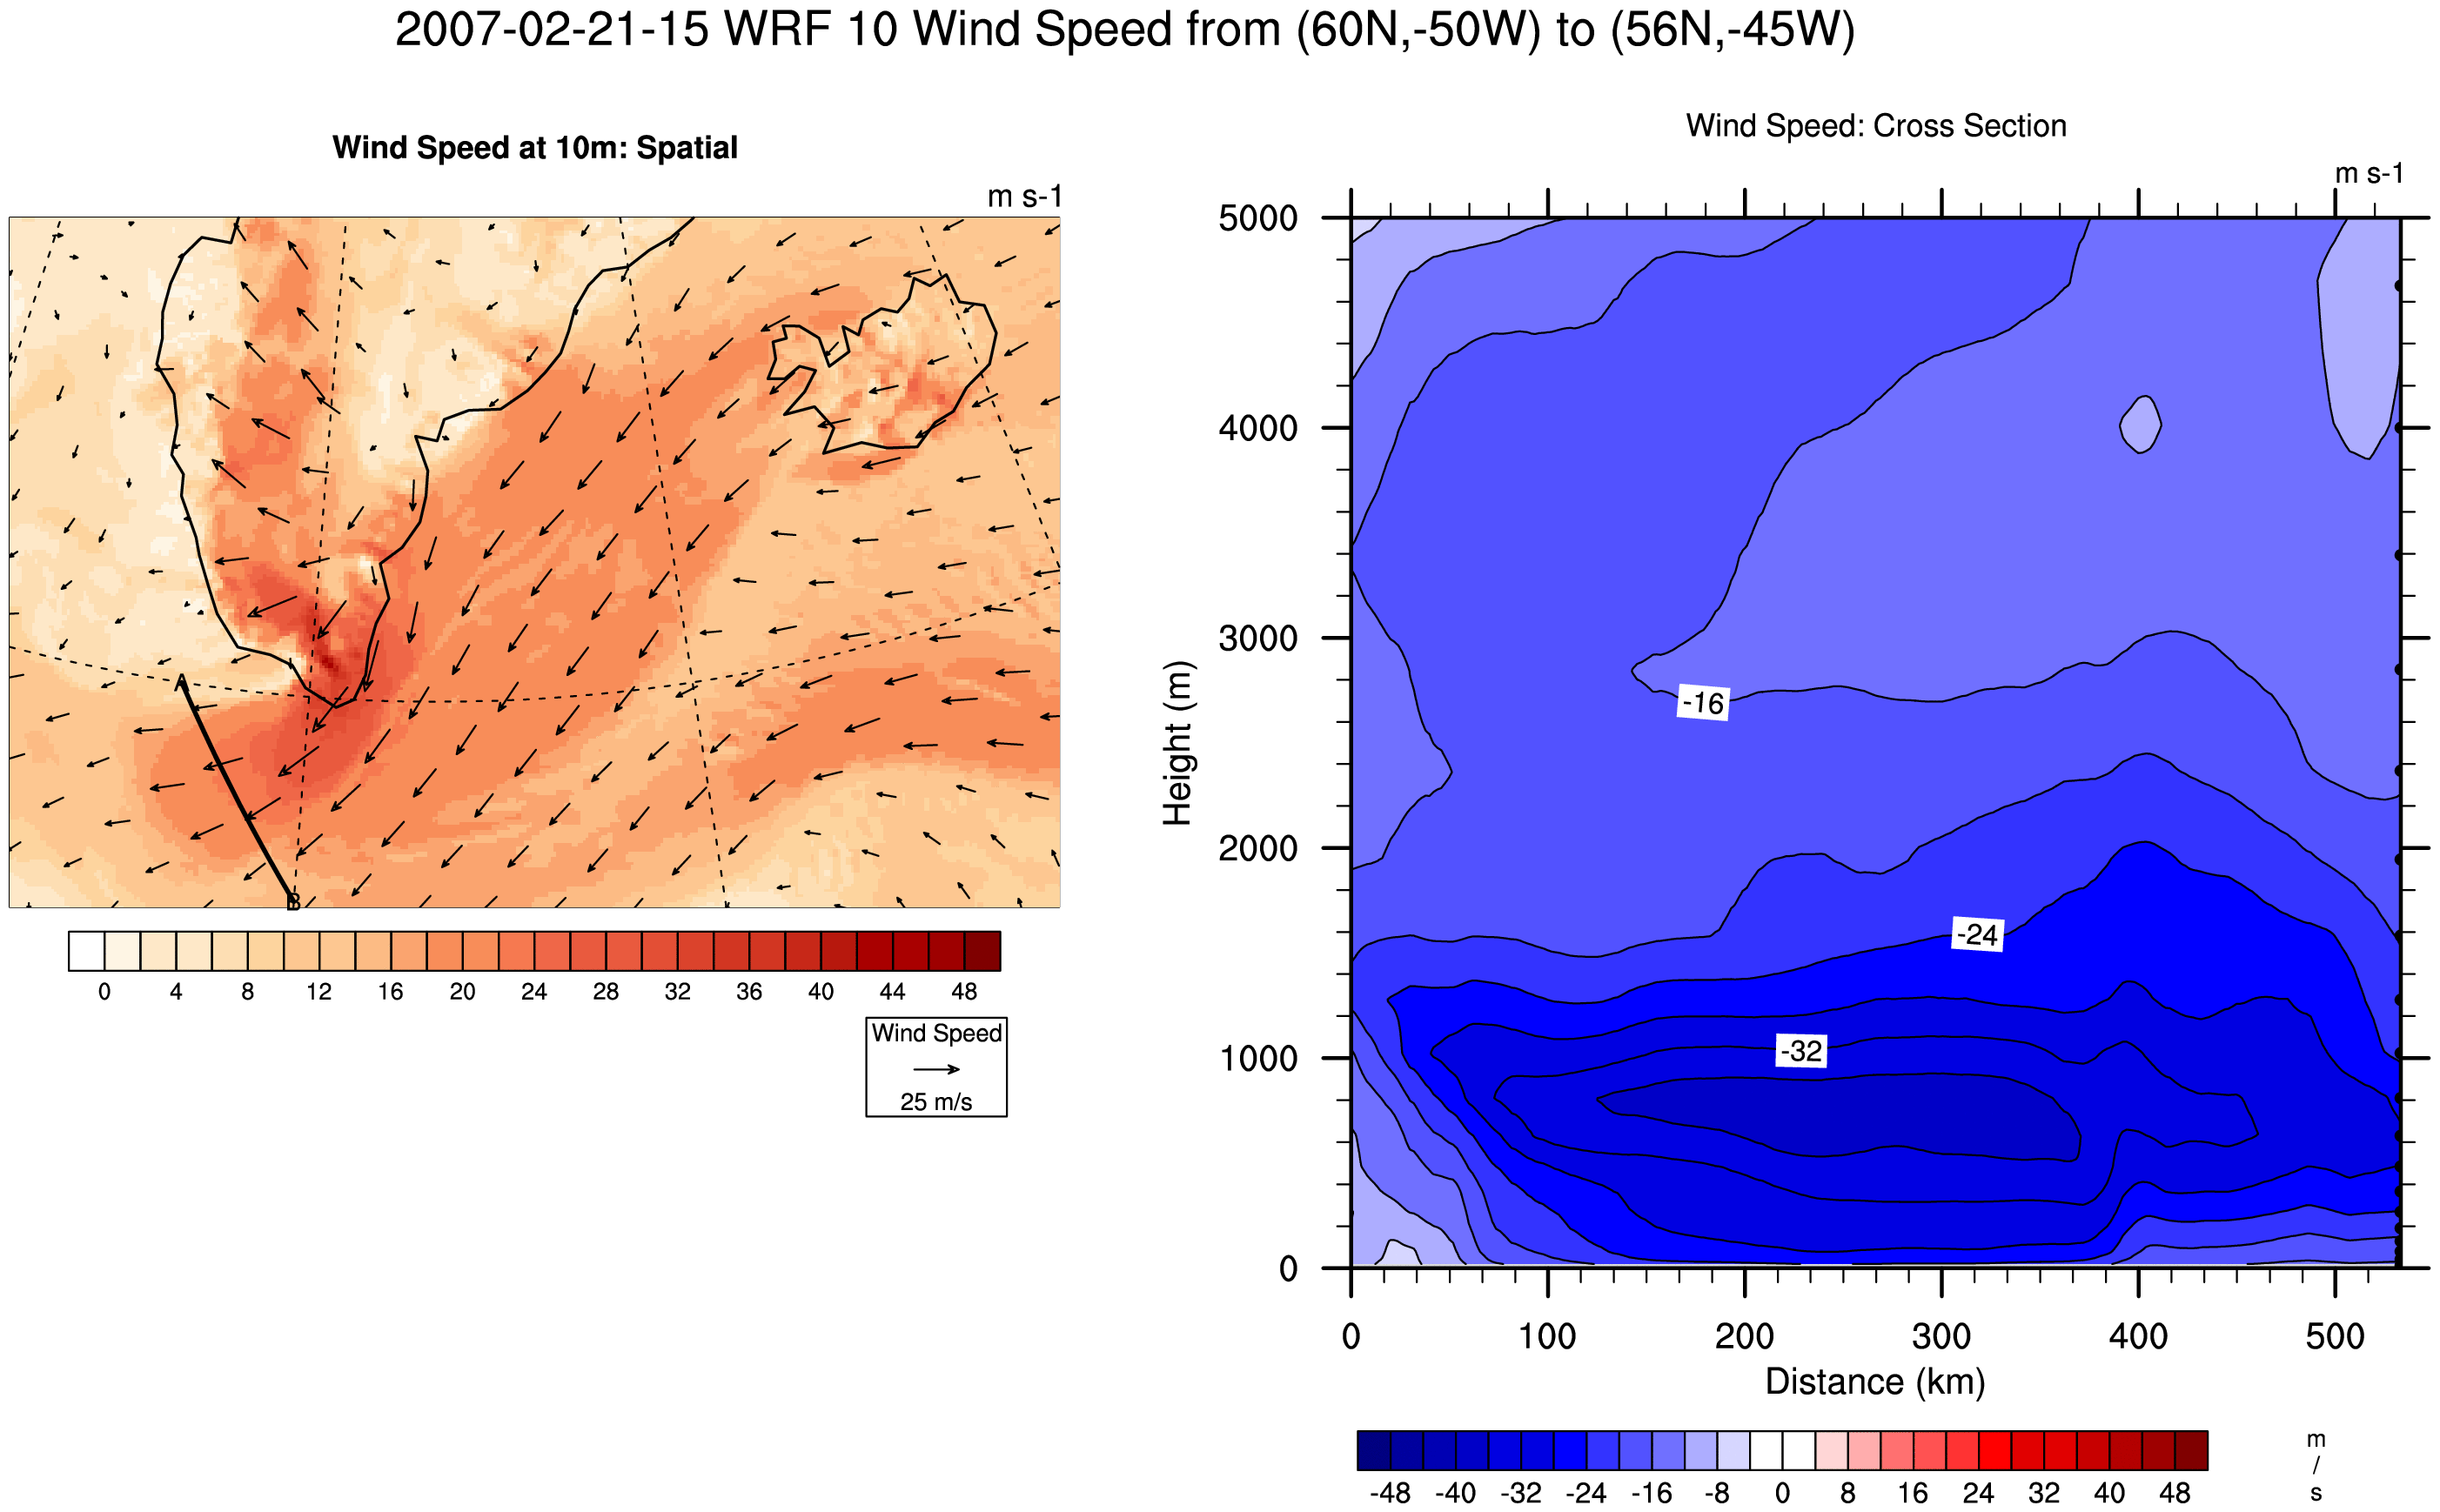 2007-02-21-15 WRF 10 Wind Speed from (60N,-50W) to (56N,-45W)
Wind Speed at 10m: Spatial
m s-1
A
B
0 4 8 12 16 20 24 28 32 36 40 44 48
Wind Speed
25 m/s
Wind Speed: Cross Section
m s-1
5000
4000
3000
2000
1000
0
Height (m)
-16
-24
-32
0 100 200 300 400 500
Distance (km)
-48 -40 -32 -24 -16 -8 0 8 16 24 32 40 48
m
/
s